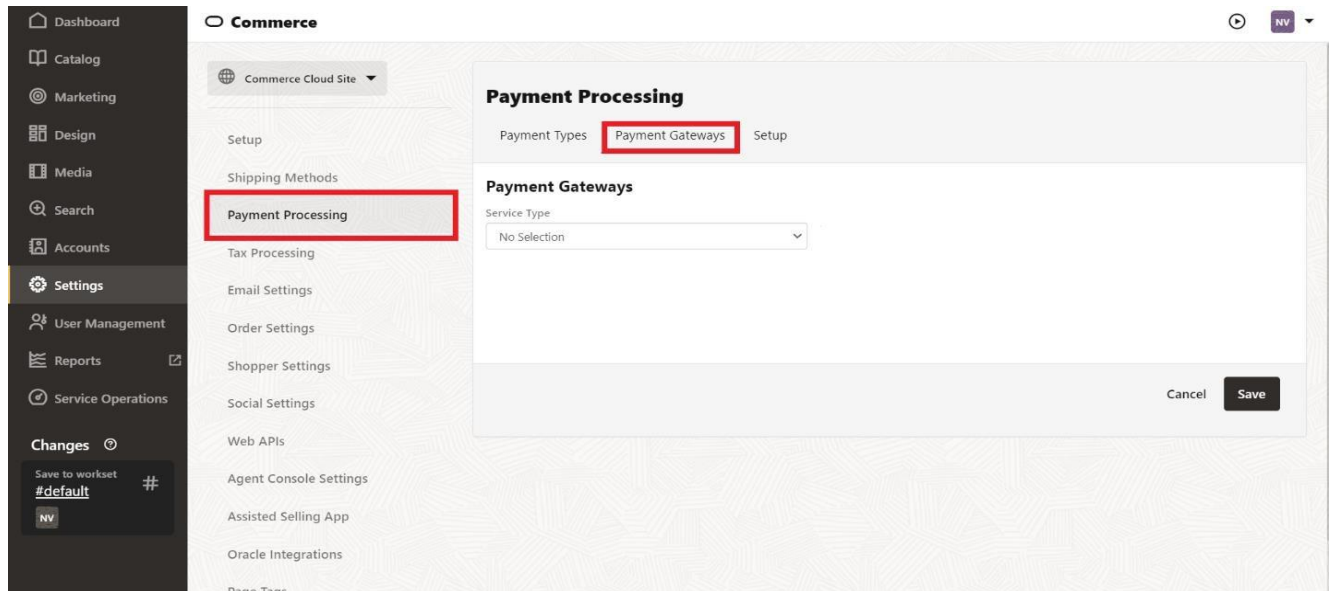 Dashboard
Catalog
Marketing
Design
Media
Search
Accounts
Settings
User Management
Reports
Service Operations
Changes
Save to workset
#default
#
NV
Commerce
NV
Commerce Cloud Site
Setup
Shipping Methods
Payment Processing
Tax Processing
Email Settings
Order Settings
Shopper Settings
Social Settings
Web APIs
Agent Console Settings
Assisted Selling App
Oracle Integrations
Page Tags
Payment Processing
Payment Types Payment Gateways Setup
Payment Gateways
Service Type
No Selection
Cancel Save